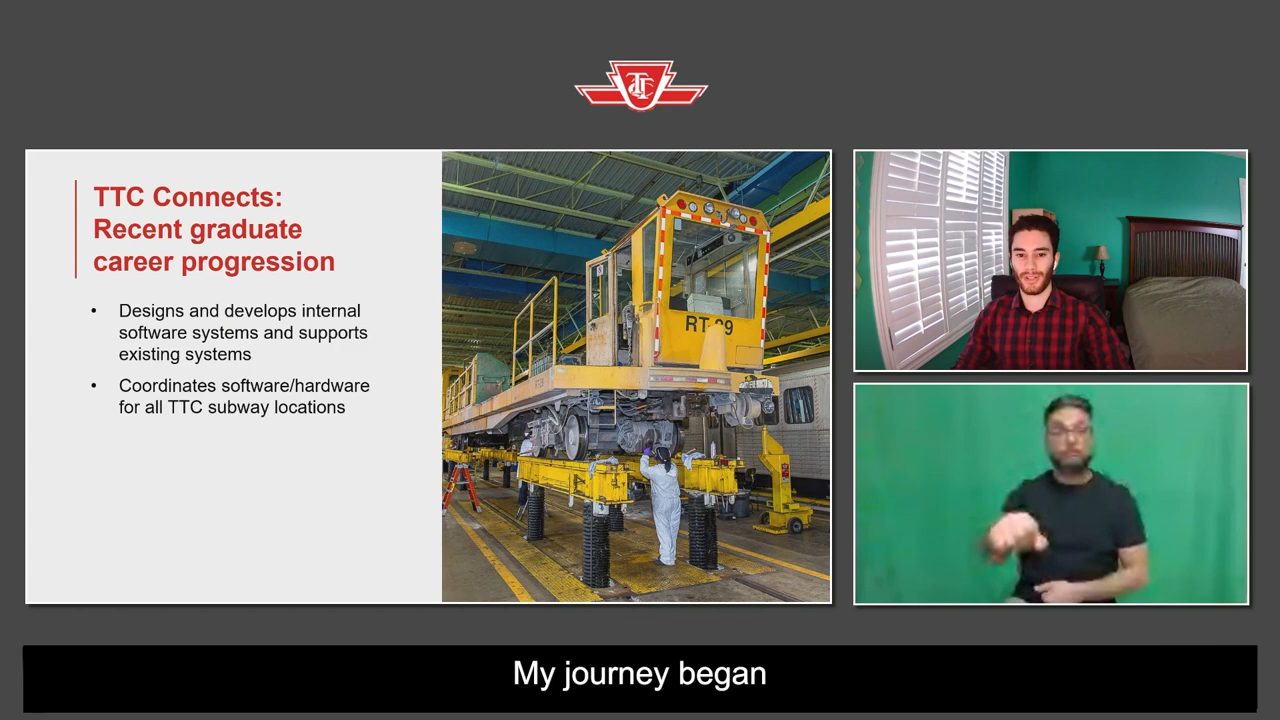 TTC
TTC Connects:
Recent graduate
career progression
• Designs and develops internal
software systems and supports
existing systems
• Coordinates software/hardware
for all TTC subway locations
RT-29
My journey began